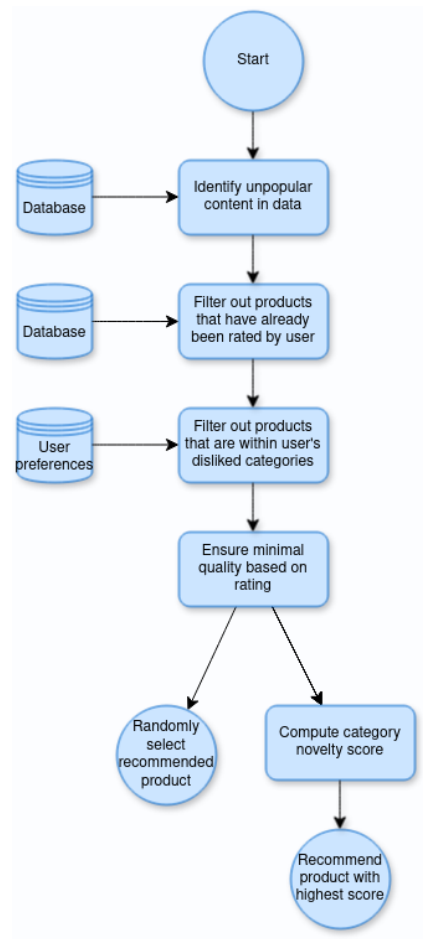 Start
Identify unpopular
content in data
Database
Filter out products
that have already
been rated by user
Database
Filter out products
that are within user's
disliked categories
User
preferences
Ensure minimal
quality based on
rating
Randomly
select
recommended
product
Compute category
novelty score
Recommend
product with
highest score